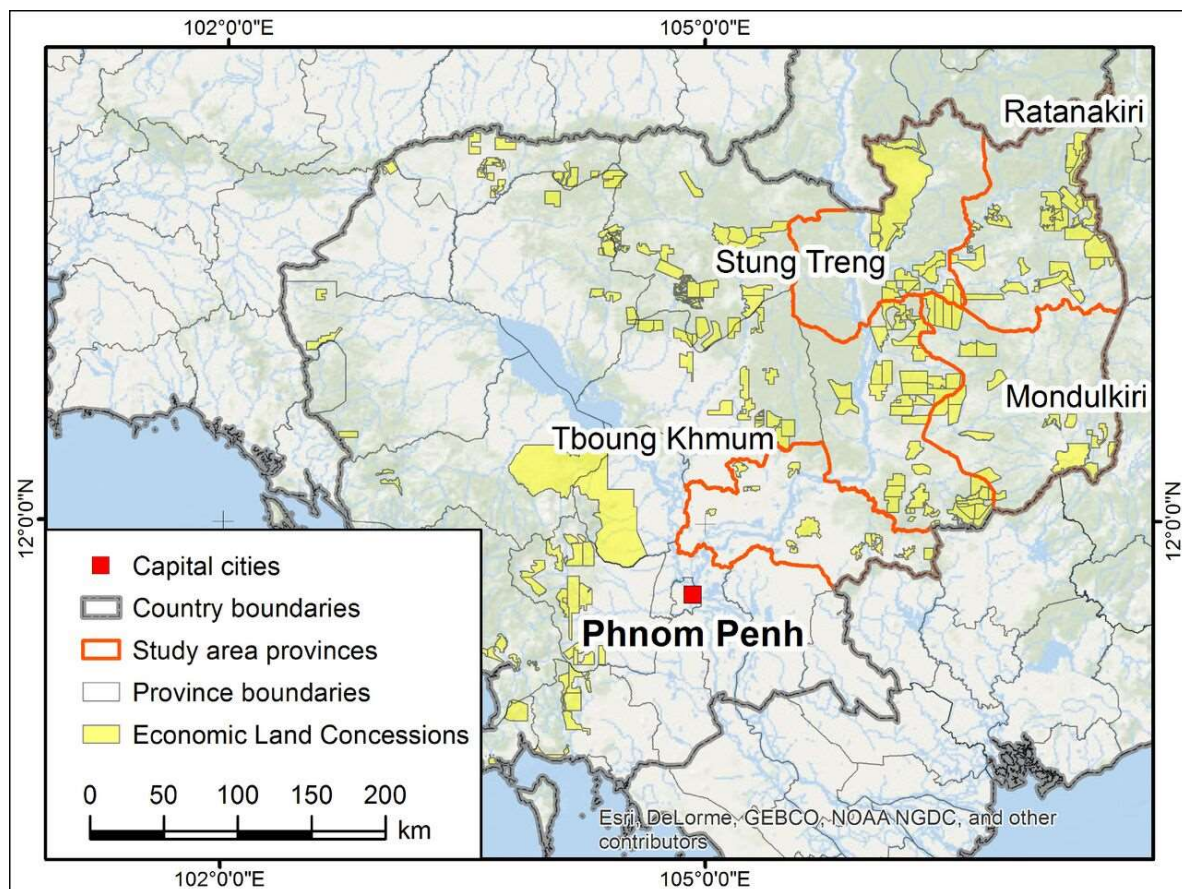 102°0'0"E
105°0'0"E
Ratanakiri
Stung Treng
Mondulkiri
Tboung Khmum
12°0'0"N
12°0'0"N
Phnom Penh
Capital cities
Country boundaries
Study area provinces
Province boundaries
Economic Land Concessions
0 50 100 150 200
km
Esri, DeLorme, GEBCO, NOAA NGDC, and other
contributors
102°0'0"E
105°0'0"E